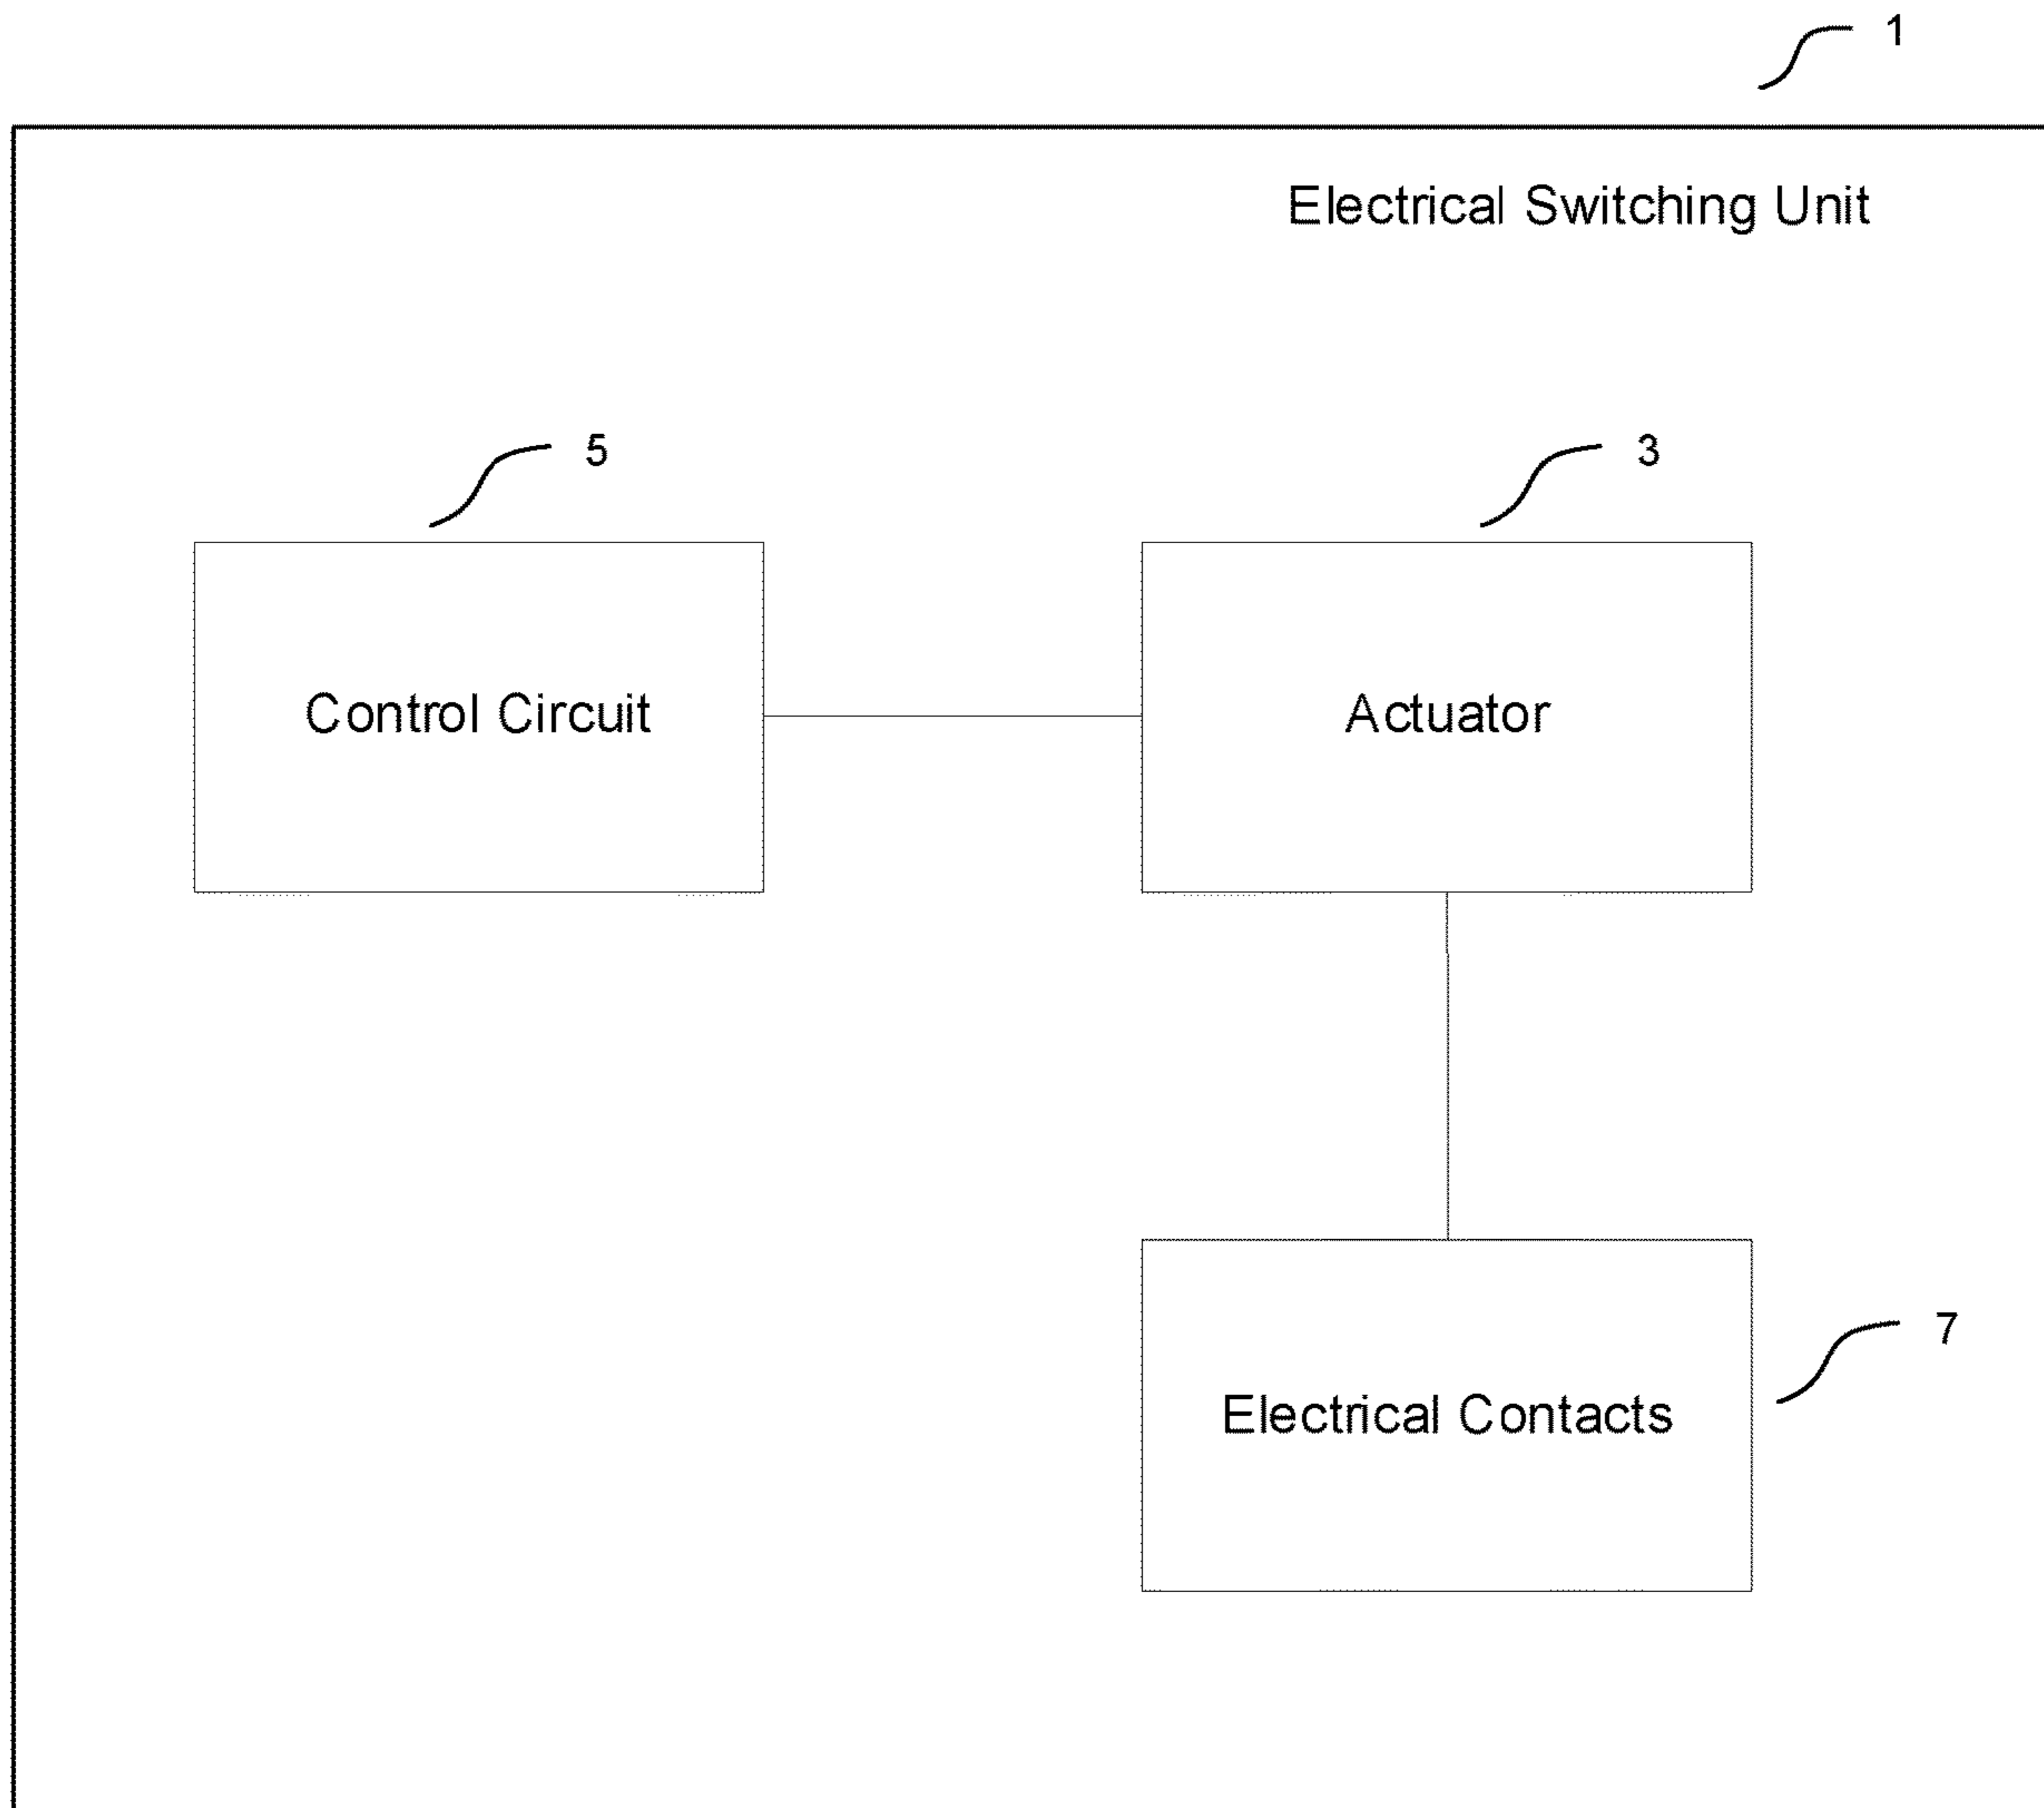 1
Electrical Switching Unit
5
3
Control Circuit
Actuator
Electrical Contacts
7